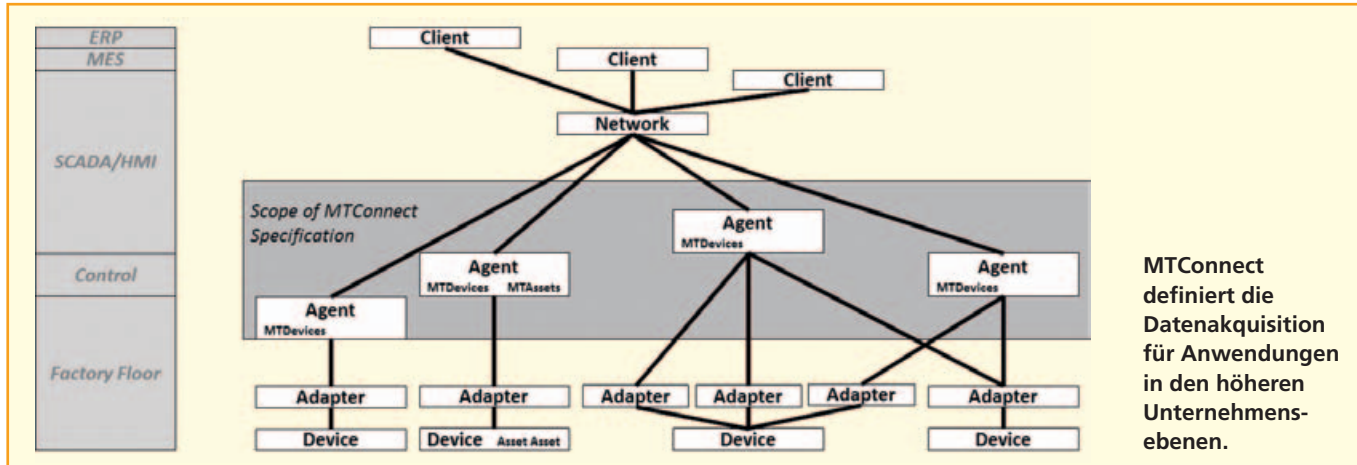 ERP
MES
SCADA/HMI
Control
Factory Floor
Client
Client
Client
Network
Scope of MTConnect
Specification
Agent
MTDevices
Agent
MTDevices MTAssets
Agent
MTDevices
Agent
MTDevices
Adapter
Adapter
Adapter
Adapter
Adapter
Adapter
Device
Device Asset Asset
Device
Device
MTConnect
definiert die
Datenakquisition
für Anwendungen
in den höheren
Unternehmens-
ebenen.